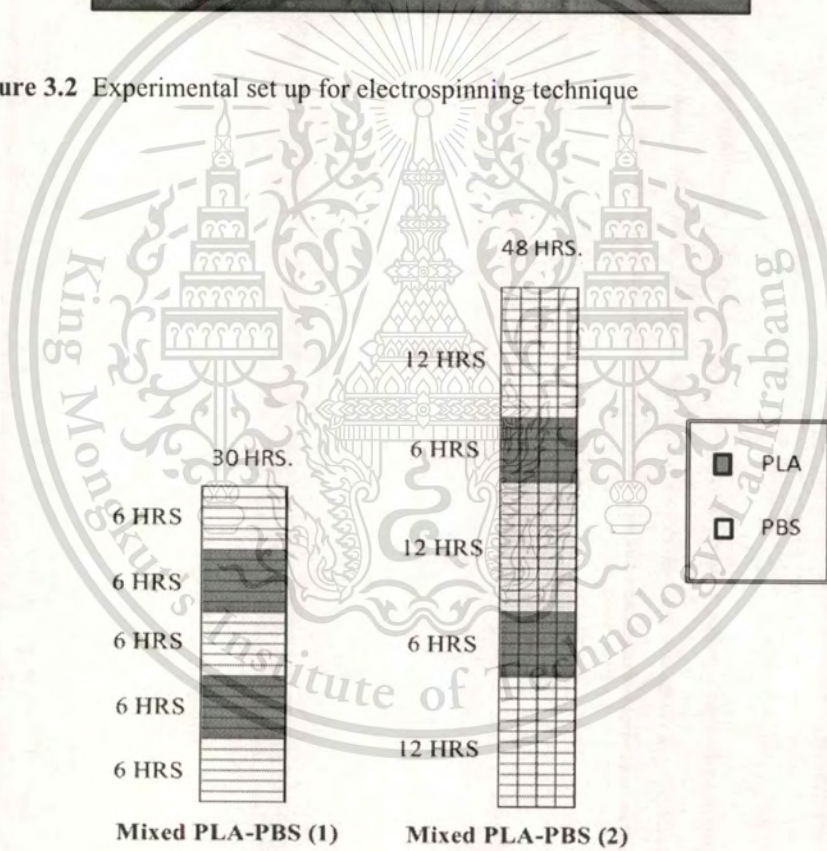 ure 3.2 Experimental set up for electrospinning technique
48 HRS.
12 HRS
6 HRS
30 HRS.
PLA
6 HRS
PBS
12 HRS
6 HRS
6 HRS
6 HRS
6 HRS
12 HRS
6 HRS
Mixed PLA-PBS (1) Mixed PLA-PBS (2)
King Mongkut's Institute of Technology Ladkrabang